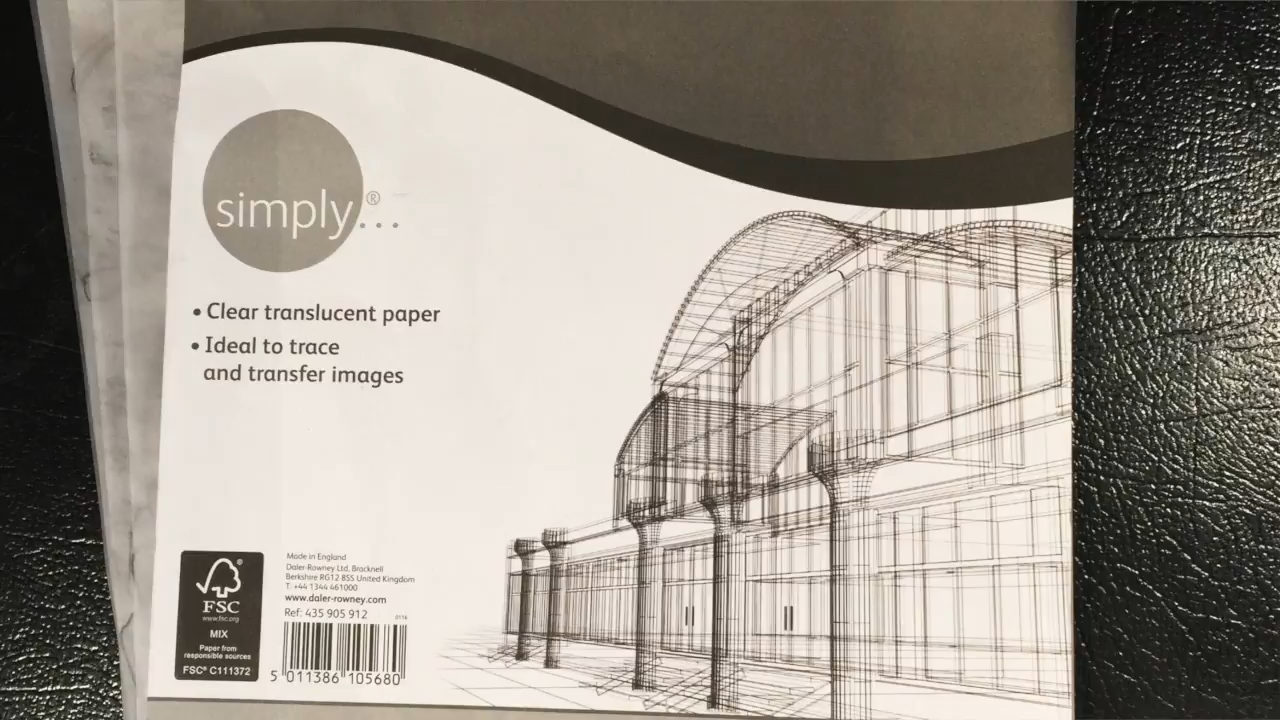 simply®...
• Clear translucent paper
• Ideal to trace
and transfer images
FSC®
www.fsc.org
MIX
Paper from
responsible sources
FSC® C111372
Made in England
Daler-Rowney Ltd, Bracknell
Berkshire RG12 8SS United Kingdom
T: +44 1344 461000
www.daler-rowney.com
Ref: 435 905 912
0116
5 011386 105680